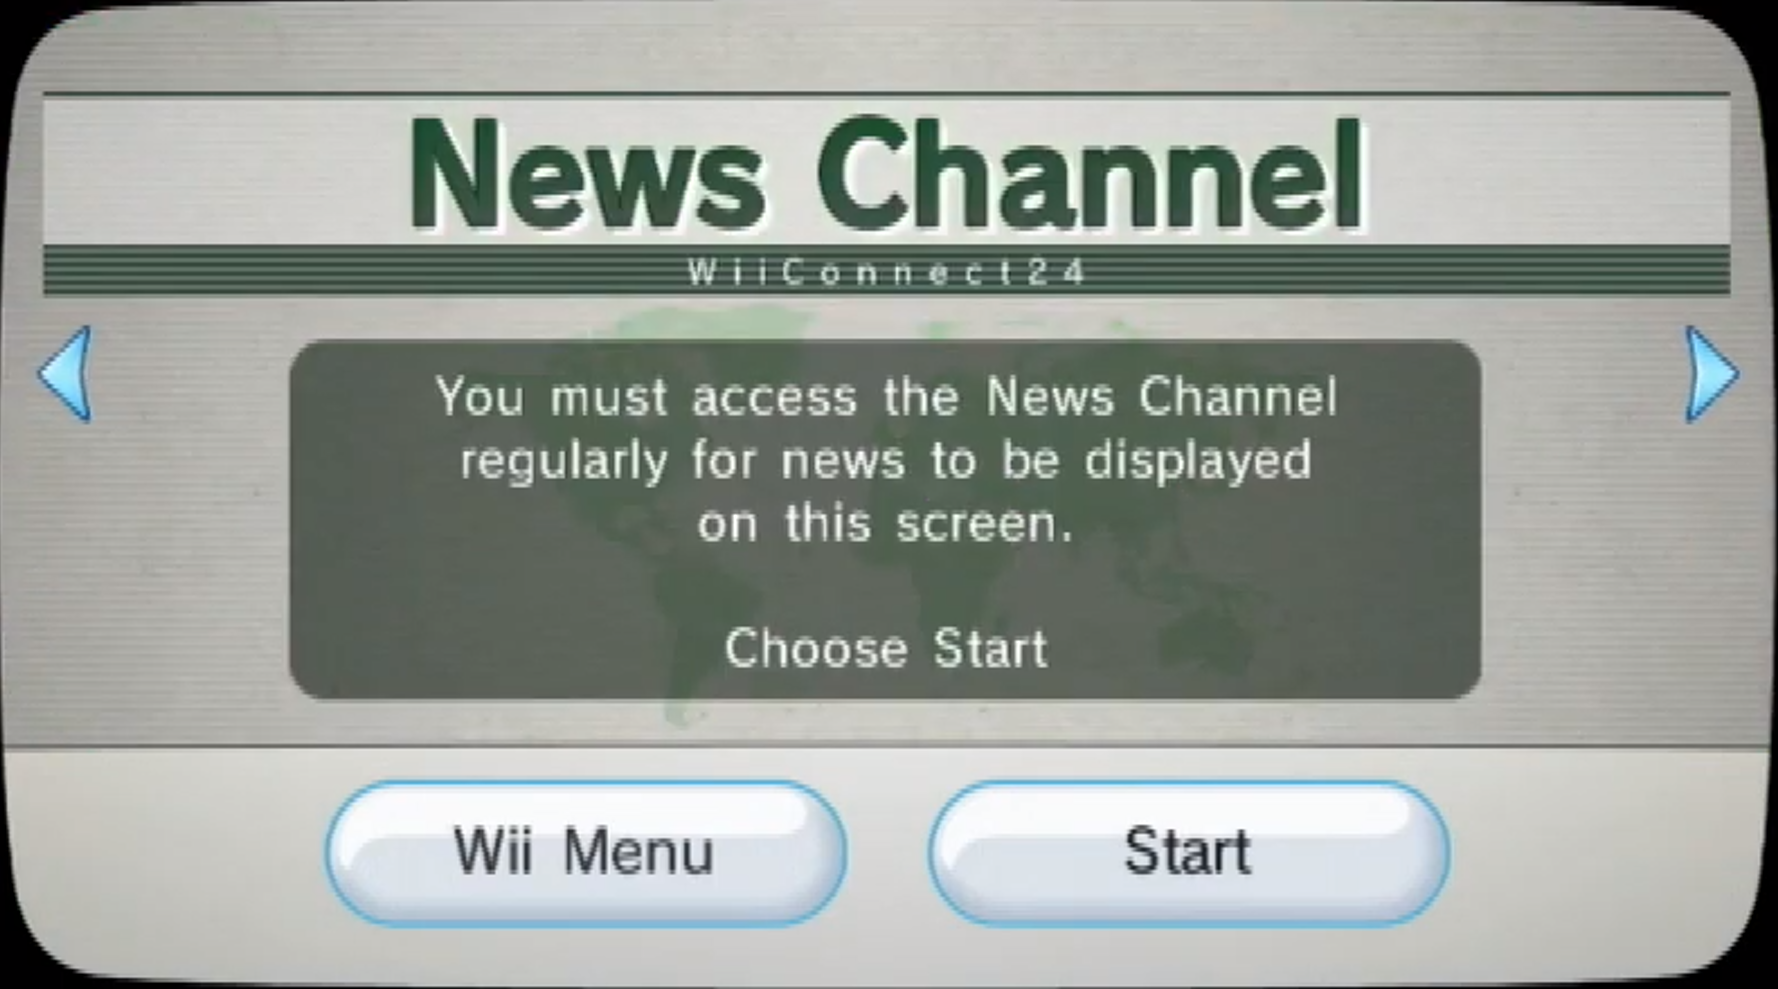 News Channel
WiiConnect24
You must access the News Channel
regularly for news to be displayed
on this screen.
Choose Start
Wii Menu
Start